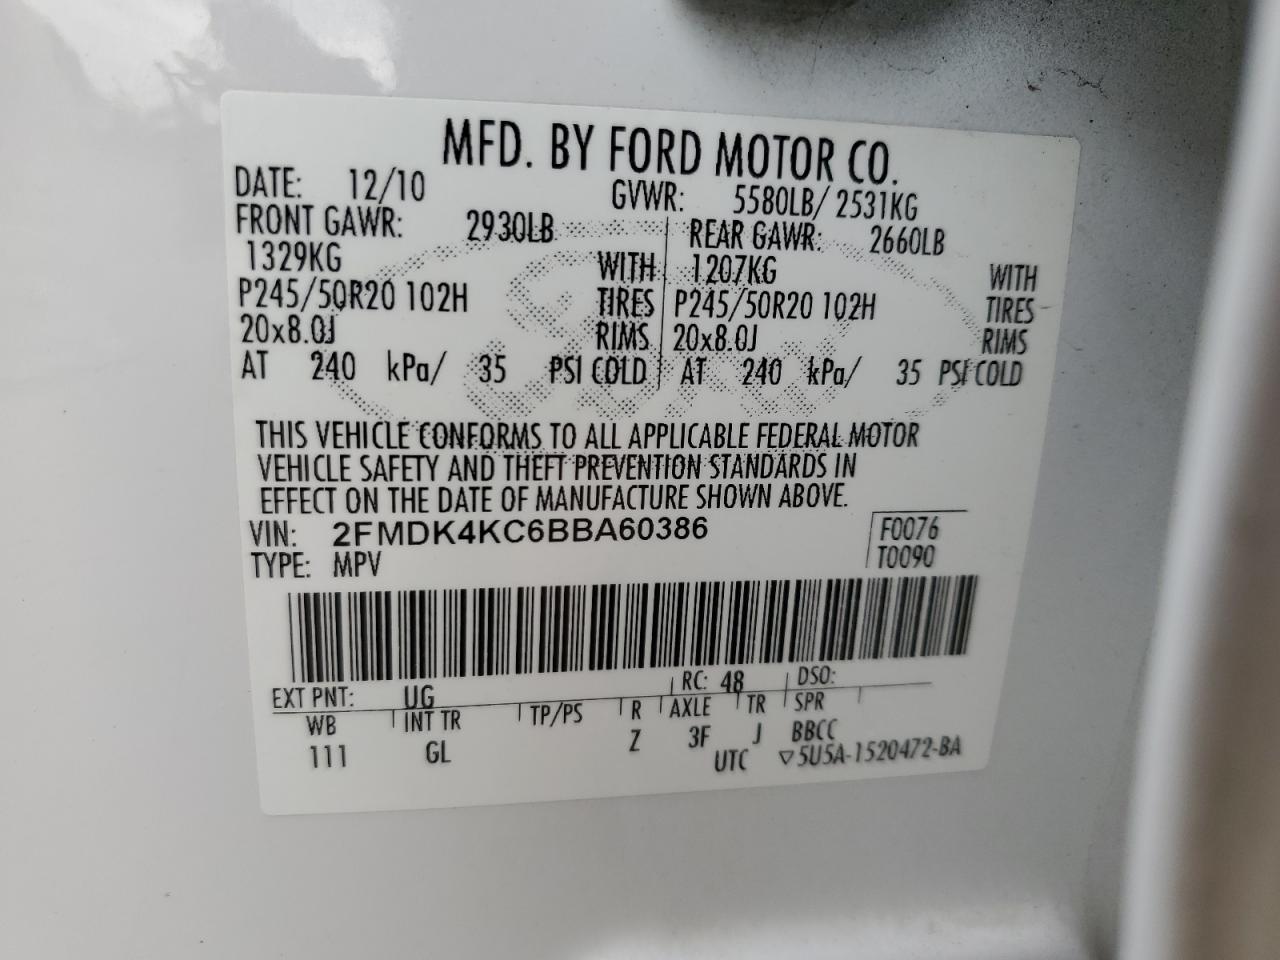 MFD. BY FORD MOTOR CO.
DATE: 12/10 GVWR: 5580LB/ 2531KG
FRONT GAWR: 2930LB REAR GAWR: 2660LB
1329KG WITH 1207KG WITH
P245/50R20 102H TIRES P245/50R20 102H TIRES
20x8.0J RIMS 20x8.0J RIMS
AT 240 kPa/ 35 PSI COLD AT 240 kPa/ 35 PSI COLD
THIS VEHICLE CONFORMS TO ALL APPLICABLE FEDERAL MOTOR
VEHICLE SAFETY AND THEFT PREVENTION STANDARDS IN
EFFECT ON THE DATE OF MANUFACTURE SHOWN ABOVE.
VIN: 2FMDK4KC6BBA60386 F0076
TYPE: MPV T0090
EXT PNT: UG RC: 48 DSO:
WB INT TR TP/PS R AXLE TR SPR
111 GL Z 3F J BBCC
UTC ▽5U5A-1520472-BA